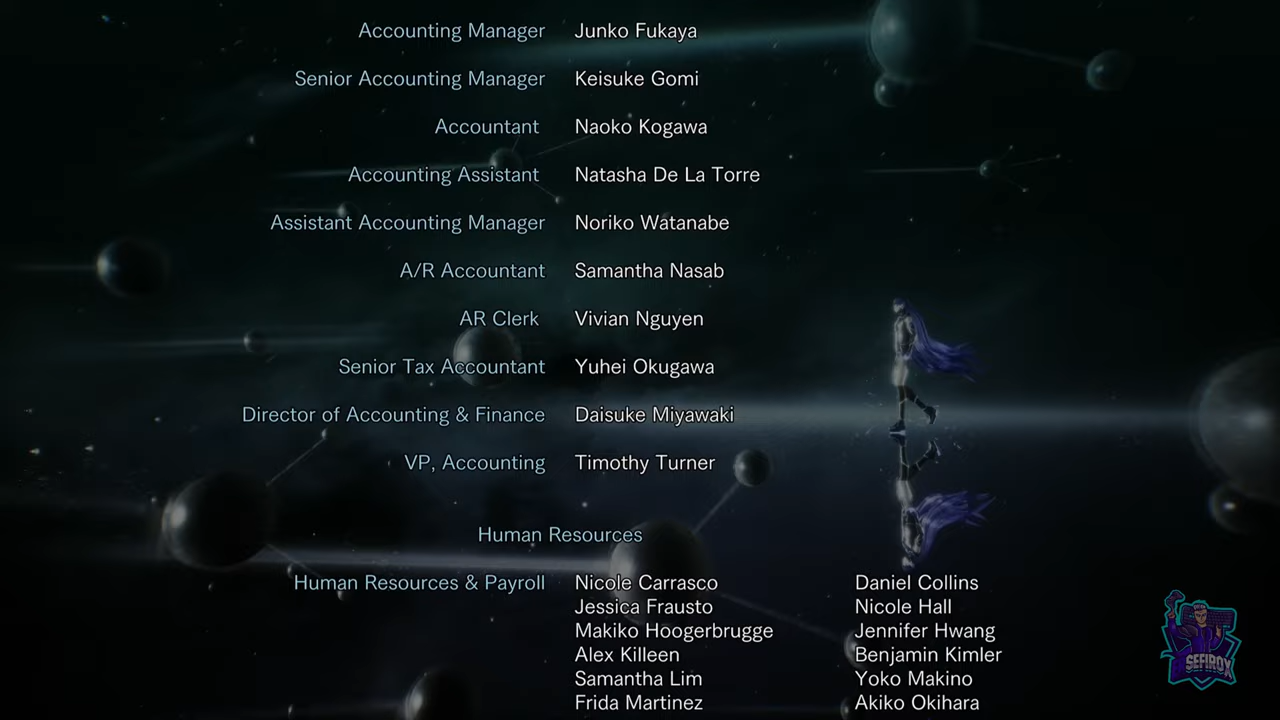 Accounting Manager Junko Fukaya
Senior Accounting Manager Keisuke Gomi
Accountant Naoko Kogawa
Accounting Assistant Natasha De La Torre
Assistant Accounting Manager Noriko Watanabe
A/R Accountant Samantha Nasab
AR Clerk Vivian Nguyen
Senior Tax Accountant Yuhei Okugawa
Director of Accounting & Finance Daisuke Miyawaki
VP, Accounting Timothy Turner
Human Resources
Human Resources & Payroll Nicole Carrasco Daniel Collins
Jessica Frausto Nicole Hall
Makiko Hoogerbrugge Jennifer Hwang
Alex Killeen Benjamin Kimler
Samantha Lim Yoko Makino
Frida Martinez Akiko Okihara
SEFIROX